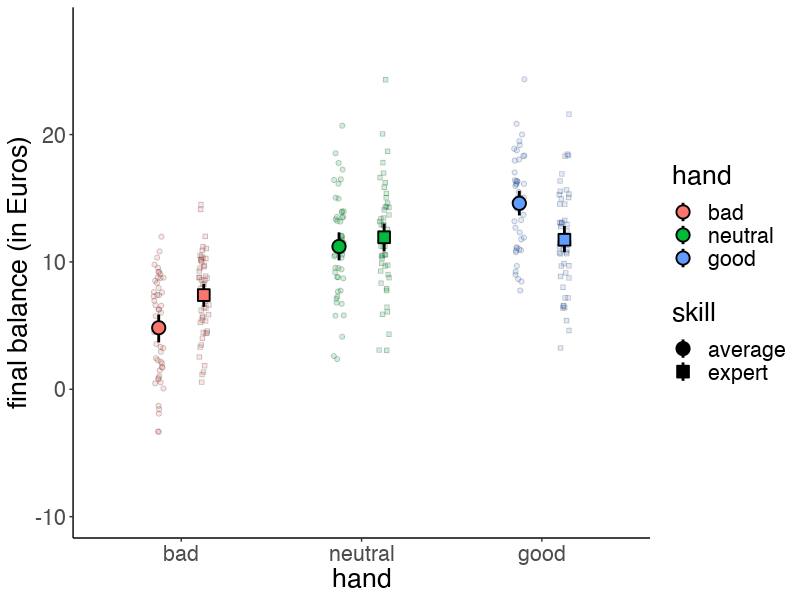 final balance (in Euros)
20
10
0
-10
bad
neutral
good
hand
hand
bad
neutral
good
skill
average
expert